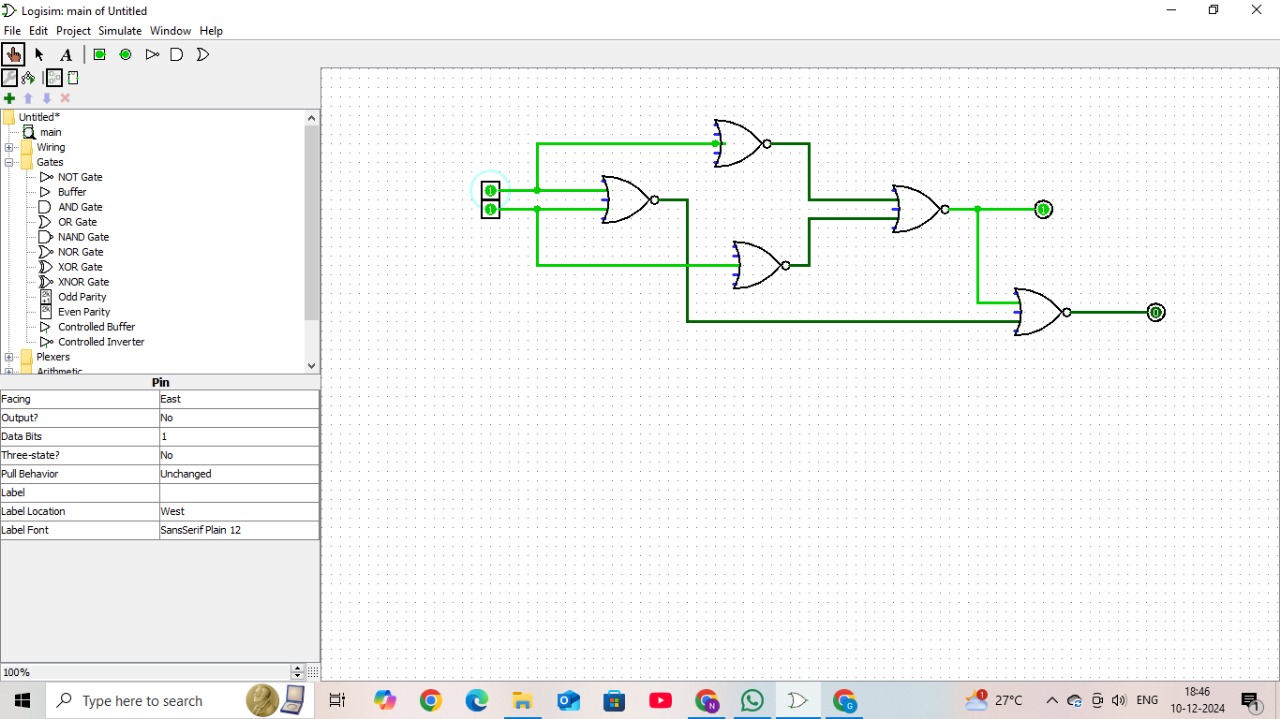 Logisim: main of Untitled
File Edit Project Simulate Window Help
A
Untitled*
main
Wiring
Gates
NOT Gate
Buffer
AND Gate
OR Gate
NAND Gate
NOR Gate
XOR Gate
XNOR Gate
Odd Parity
Even Parity
Controlled Buffer
Controlled Inverter
Plexers
Arithmetic
Pin
Facing East
Output? No
Data Bits 1
Three-state? No
Pull Behavior Unchanged
Label
Label Location West
Label Font SansSerif Plain 12
100%
1
1
1
0
Type here to search
N
G
1
27°C
ENG
18:46
10-12-2024
1